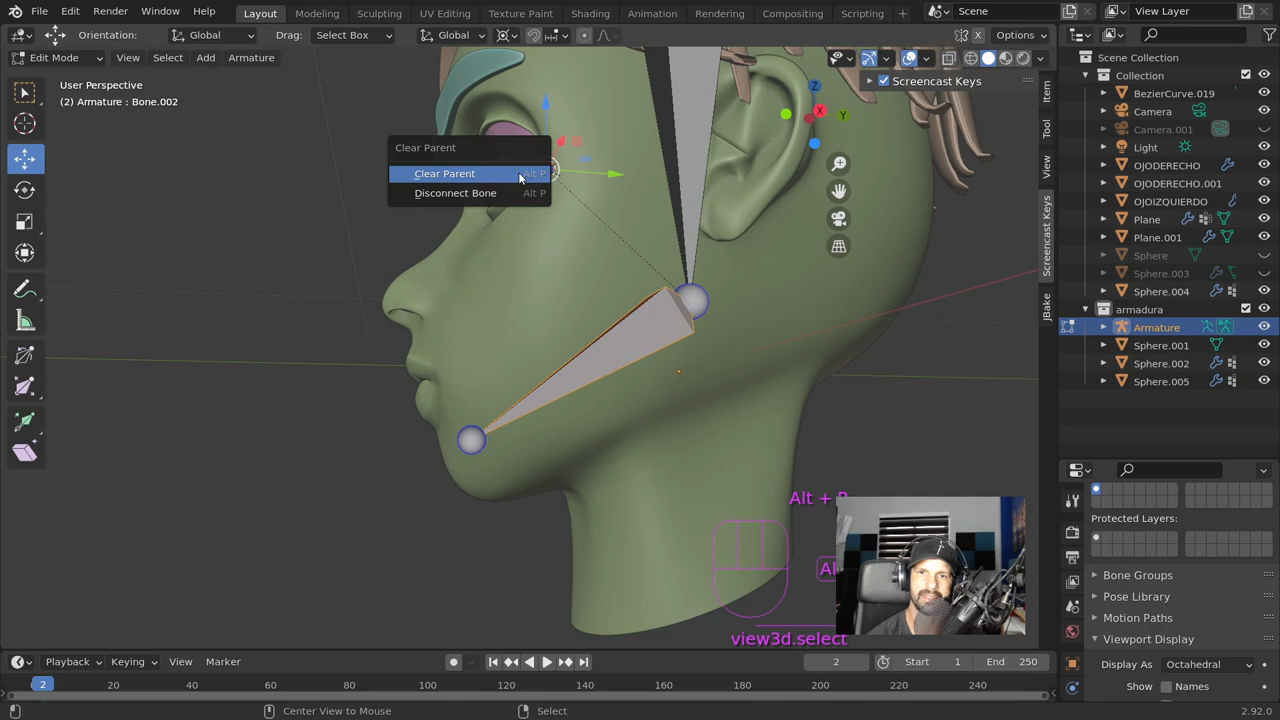 File Edit Render Window Help
Layout Modeling Sculpting UV Editing Texture Paint Shading Animation Rendering Compositing Scripting
Scene
View Layer
Orientation: Global Drag: Select Box Global Options
Edit Mode View Select Add Armature
User Perspective
(2) Armature : Bone.002
Screencast Keys
Z
X
Y
Item
Tool
View
Screencast Keys
JBake
Clear Parent
Clear Parent Alt P
Disconnect Bone Alt P
Scene Collection
Collection
BezierCurve.019
Camera
Camera.001
Light
OJODERECHO
OJODERECHO.001
OJOIZQUIERDO
Plane
Plane.001
Sphere
Sphere.003
Sphere.004
armadura
Armature
Sphere.001
Sphere.002
Sphere.005
Protected Layers:
Bone Groups
Pose Library
Motion Paths
Viewport Display
Display As Octahedral
Show Names
view3d.select
Playback Keying View Marker
2 Start 1 End 250
2 20 40 60 80 100 120 140 160 180 200 220 240
Center View to Mouse
Select
2.92.0